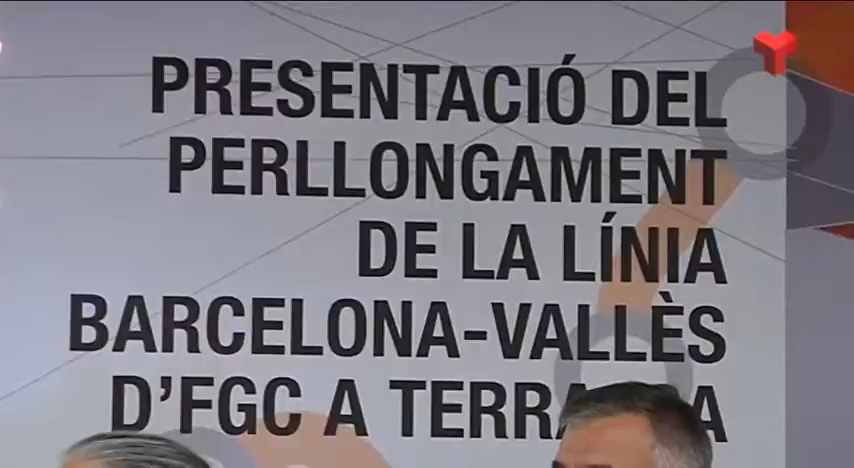 PRESENTACIÓ DEL
PERLLONGAMENT
DE LA LÍNIA
BARCELONA-VALLÈS
D'FGC A